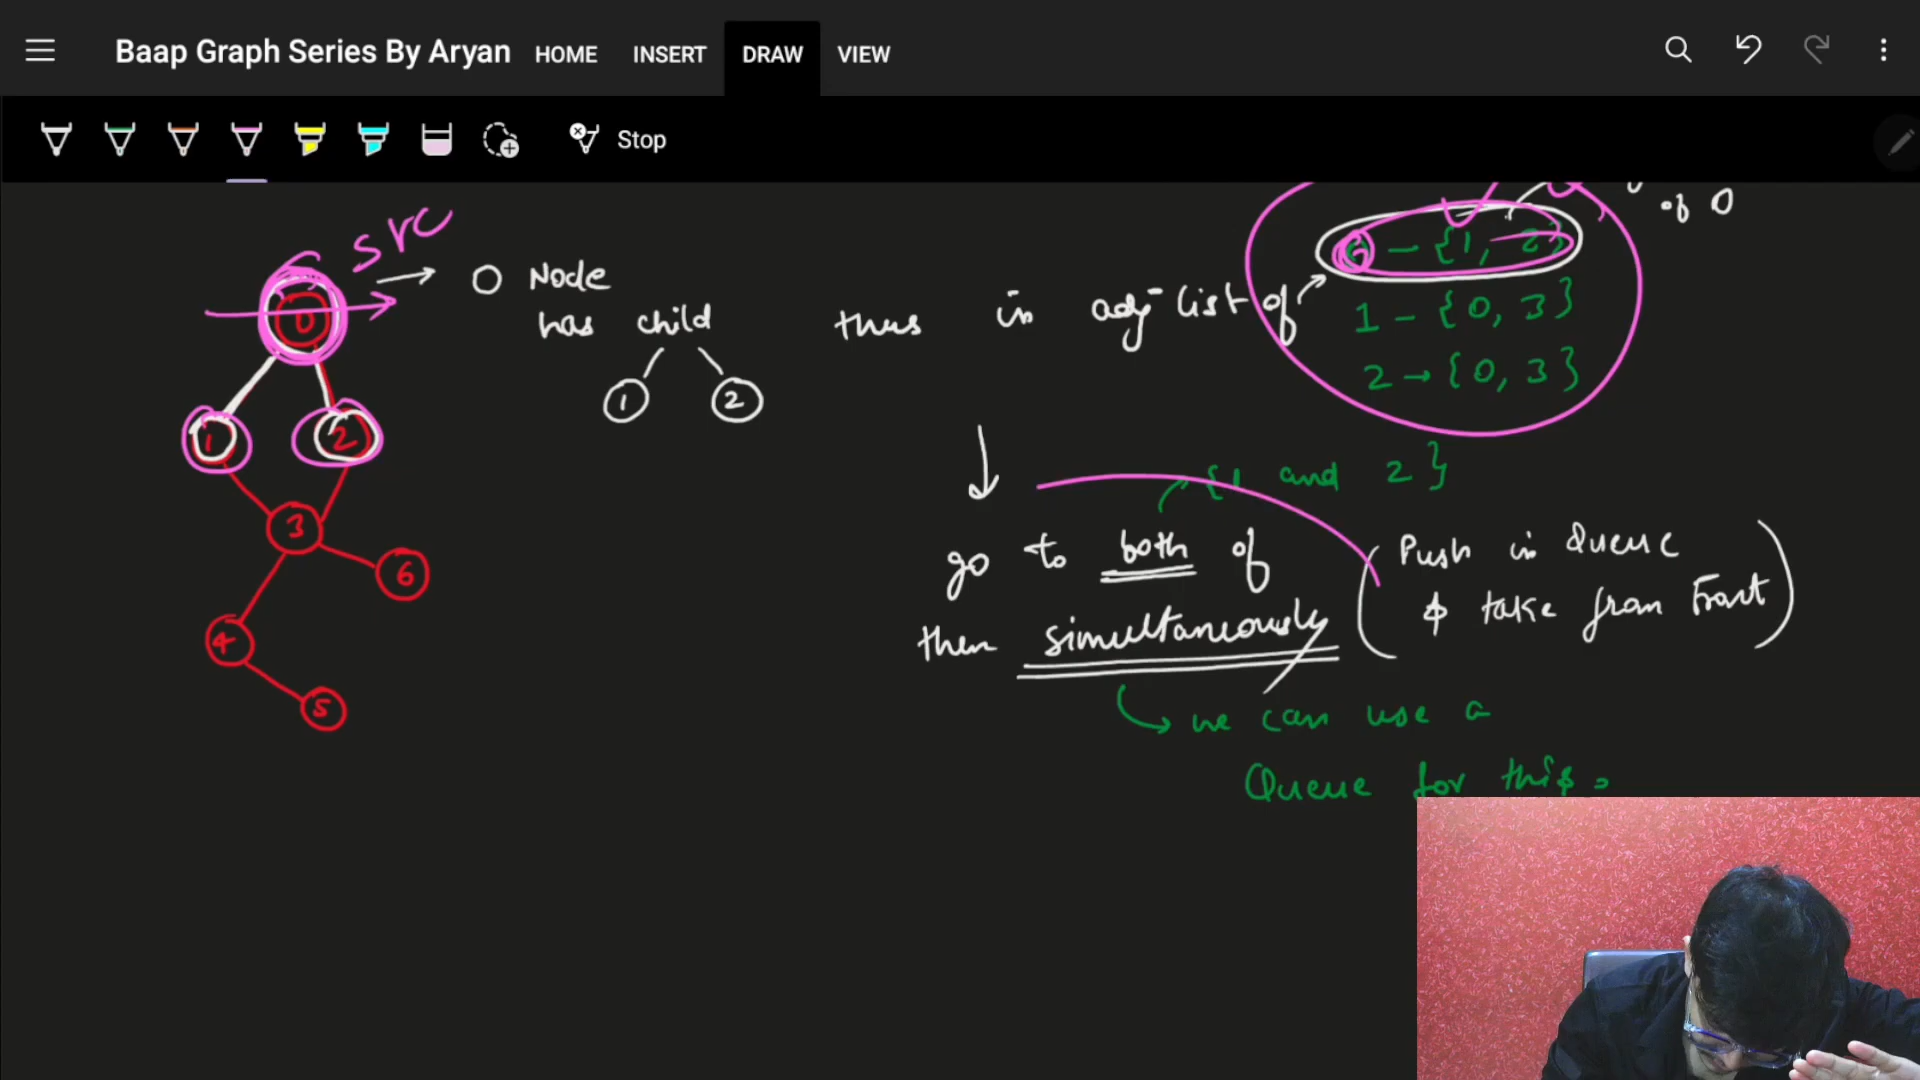 Baap Graph Series By Aryan HOME INSERT DRAW VIEW
Stop
src
of 0
0
0 Node
has child
1 2
thus in adj list of
0 - {1, 2}
1 - {0, 3}
2 → {0, 3}
1 2
3
6
4
5
{1 and 2}
go to both of
then simultaneously
(Push in Queue
& take from Front)
we can use a
Queue for this.